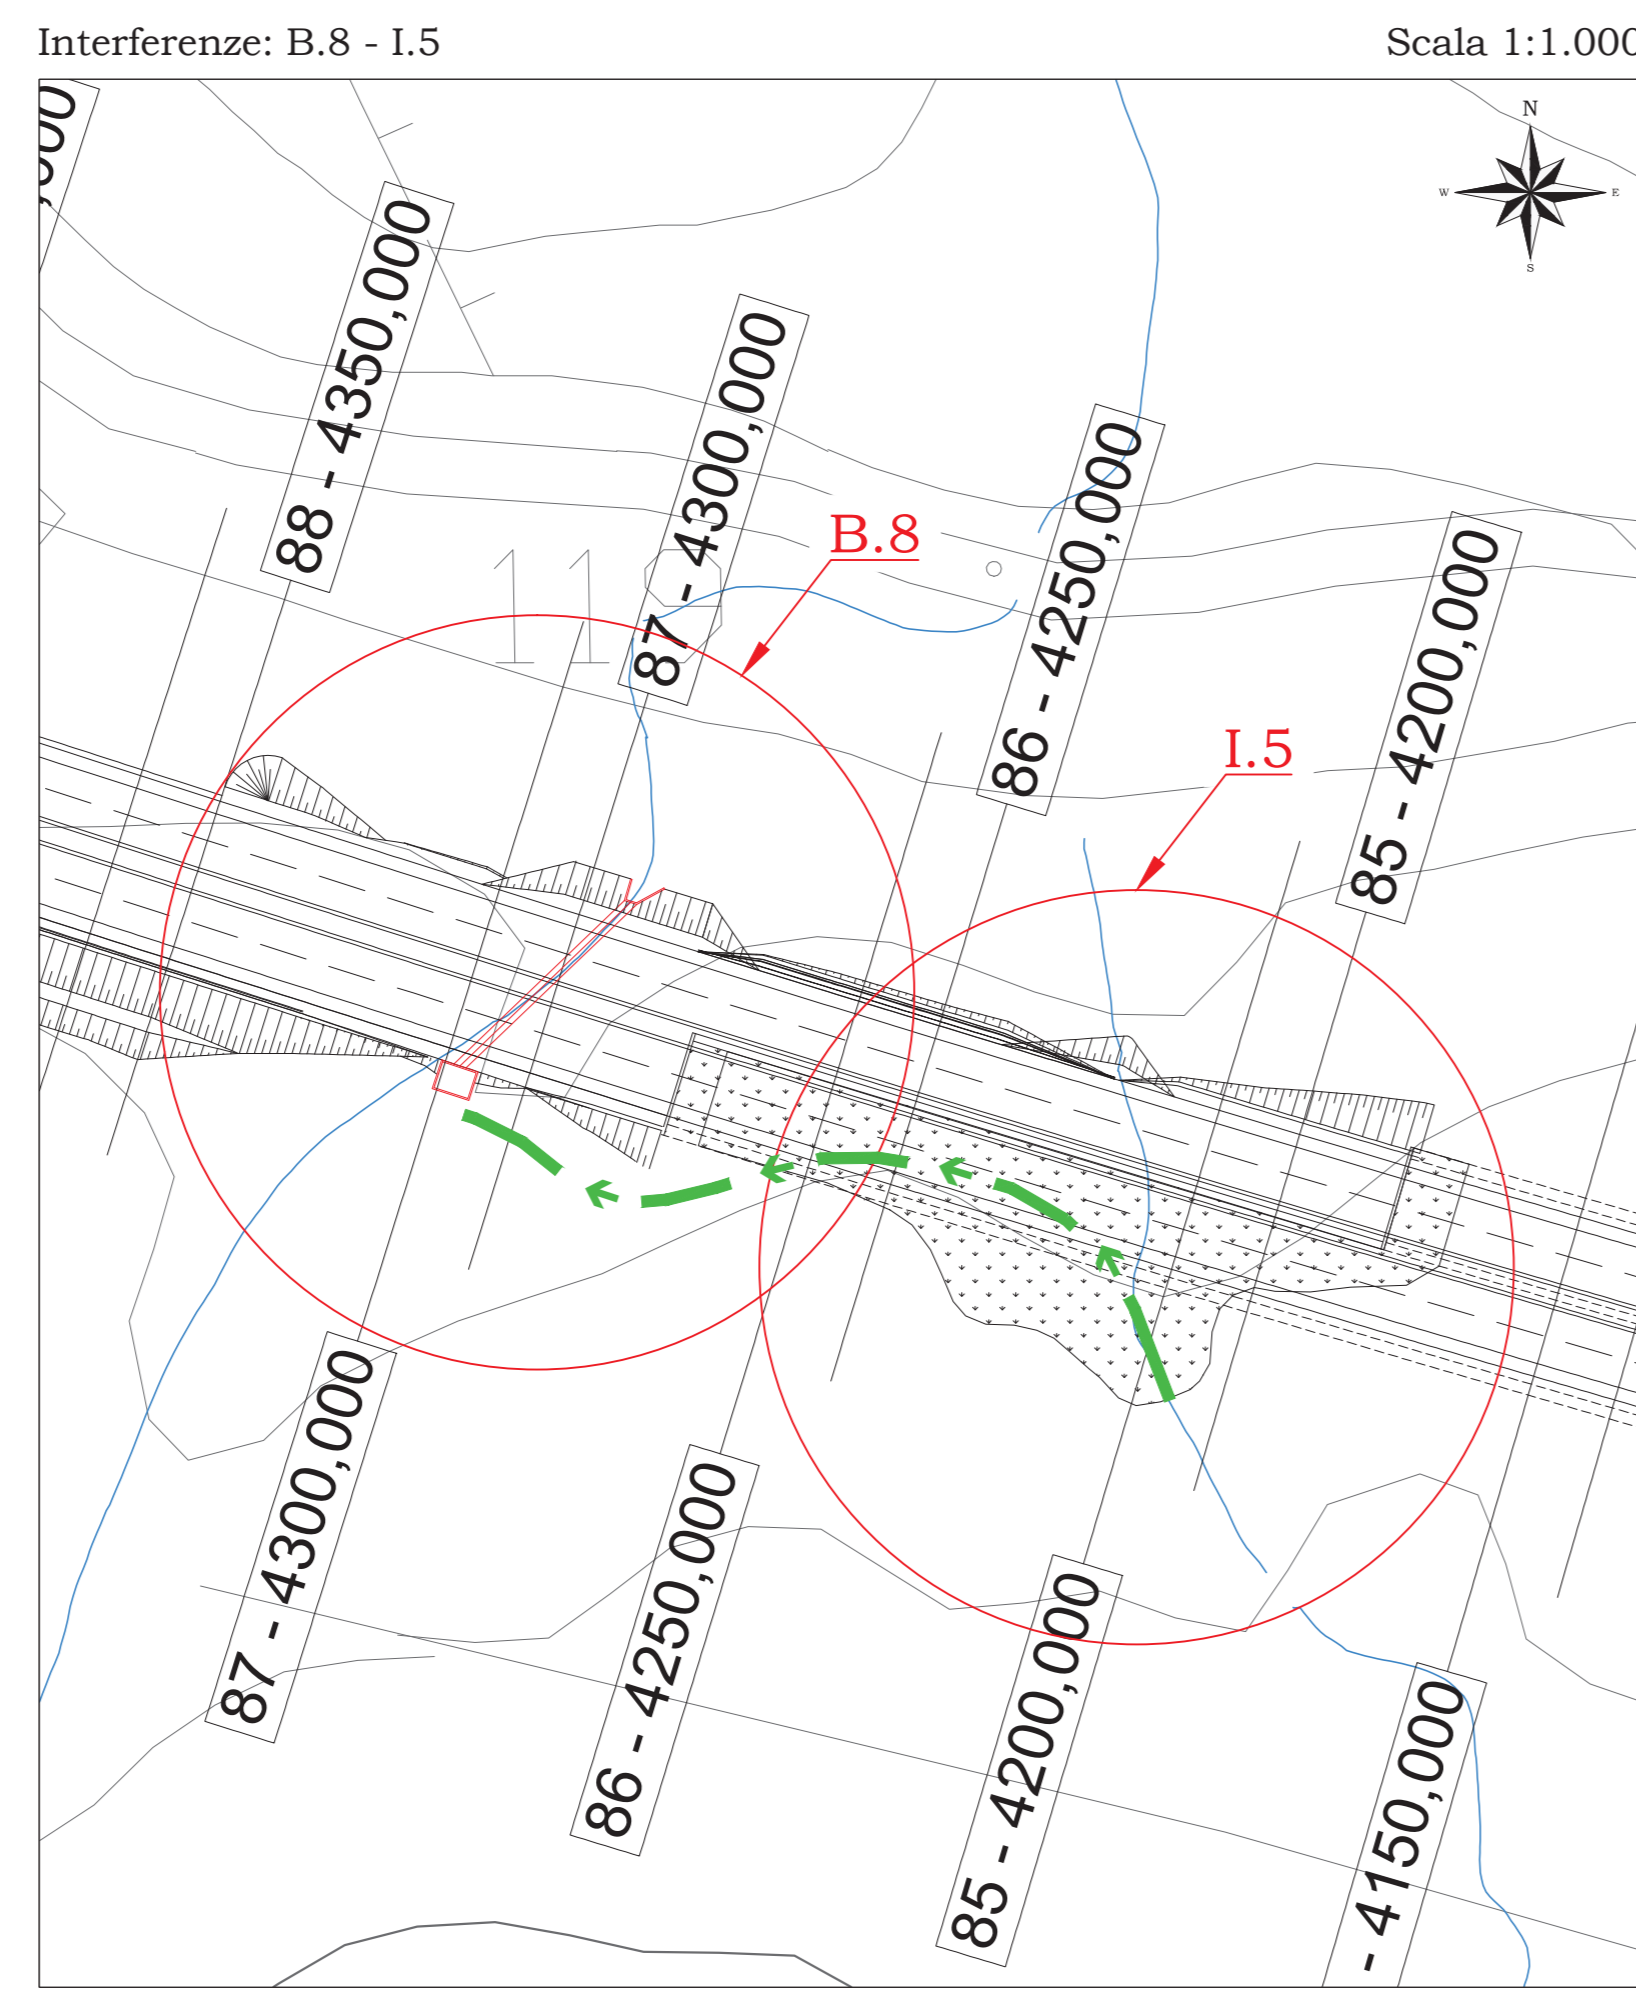 Interferenze: B.8 - I.5
Scala 1:1.000
N
W
E
S
88 - 4350,000
87 - 4300,000
86 - 4250,000
85 - 4200,000
B.8
110
I.5
87 - 4300,000
86 - 4250,000
85 - 4200,000
- 4150,000